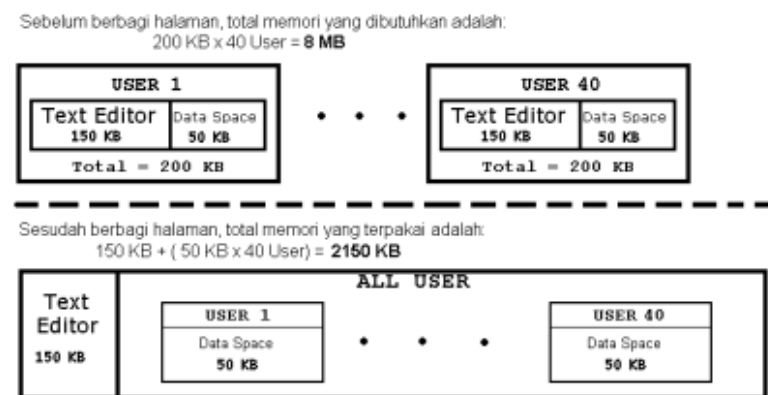 Sebelum berbagi halaman, total memori yang dibutuhkan adalah:
200 KB x 40 User = 8 MB
USER 1
Text Editor
150 KB
Data Space
50 KB
Total = 200 KB
USER 40
Text Editor
150 KB
Data Space
50 KB
Total = 200 KB
Sesudah berbagi halaman, total memori yang terpakai adalah:
150 KB + ( 50 KB x 40 User) = 2150 KB
ALL USER
Text
Editor
150 KB
USER 1
Data Space
50 KB
USER 40
Data Space
50 KB